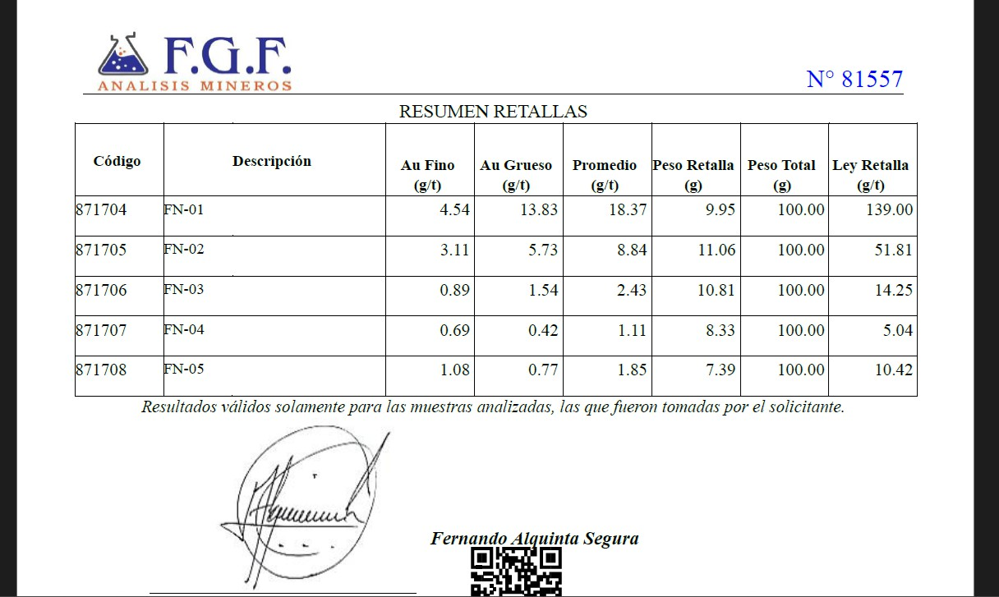 F.G.F.
ANALISIS MINEROS
N° 81557
RESUMEN RETALLAS
Código Descripción Au Fino (g/t) Au Grueso (g/t) Promedio (g/t) Peso Retalla (g) Peso Total (g) Ley Retalla (g/t)
871704 FN-01 4.54 13.83 18.37 9.95 100.00 139.00
871705 FN-02 3.11 5.73 8.84 11.06 100.00 51.81
871706 FN-03 0.89 1.54 2.43 10.81 100.00 14.25
871707 FN-04 0.69 0.42 1.11 8.33 100.00 5.04
871708 FN-05 1.08 0.77 1.85 7.39 100.00 10.42
Resultados válidos solamente para las muestras analizadas, las que fueron tomadas por el solicitante.
Fernando Alquinta Segura